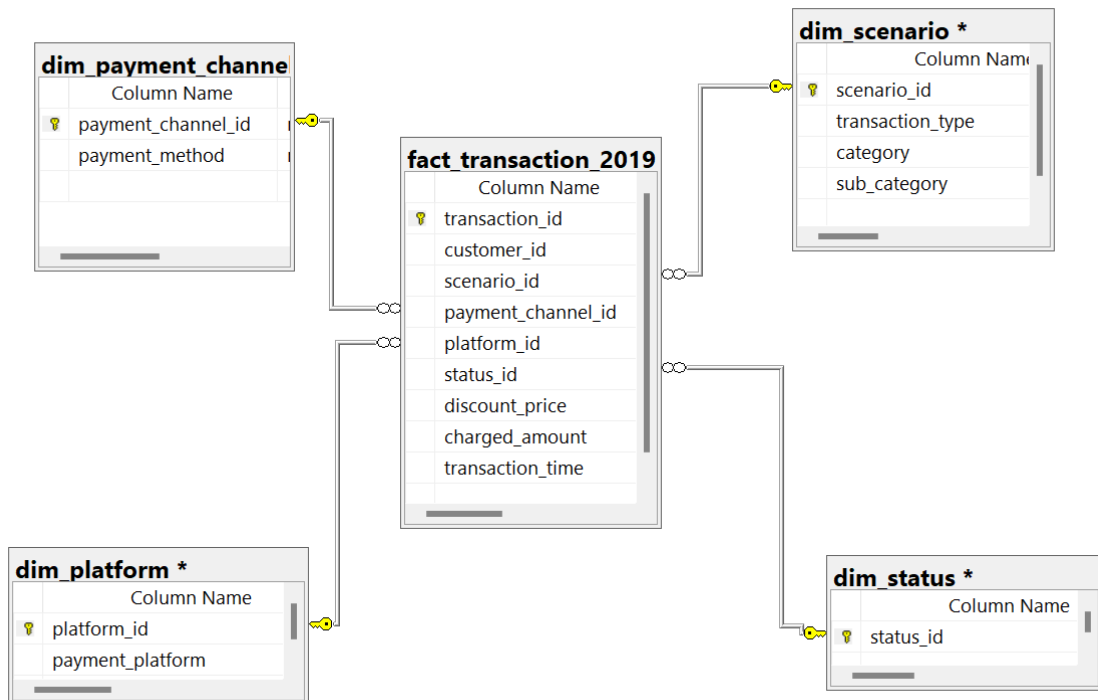 dim_payment_channe
Column Name
payment_channel_id
payment_method
dim_scenario *
Column Name
scenario_id
transaction_type
category
sub_category
fact_transaction_2019
Column Name
transaction_id
customer_id
scenario_id
payment_channel_id
platform_id
status_id
discount_price
charged_amount
transaction_time
dim_platform *
Column Name
platform_id
payment_platform
dim_status *
Column Name
status_id